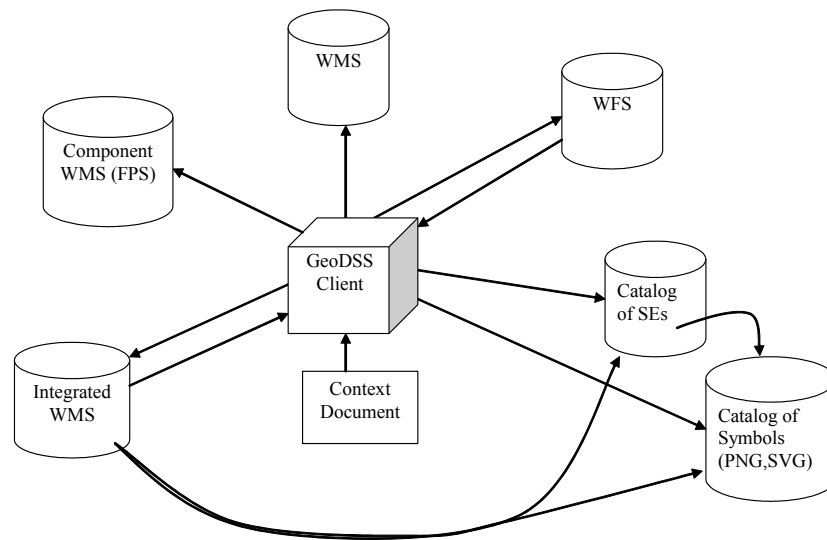 WMS
WFS
Component
WMS (FPS)
GeoDSS
Client
Catalog
of SEs
Integrated
WMS
Context
Document
Catalog of
Symbols
(PNG,SVG)